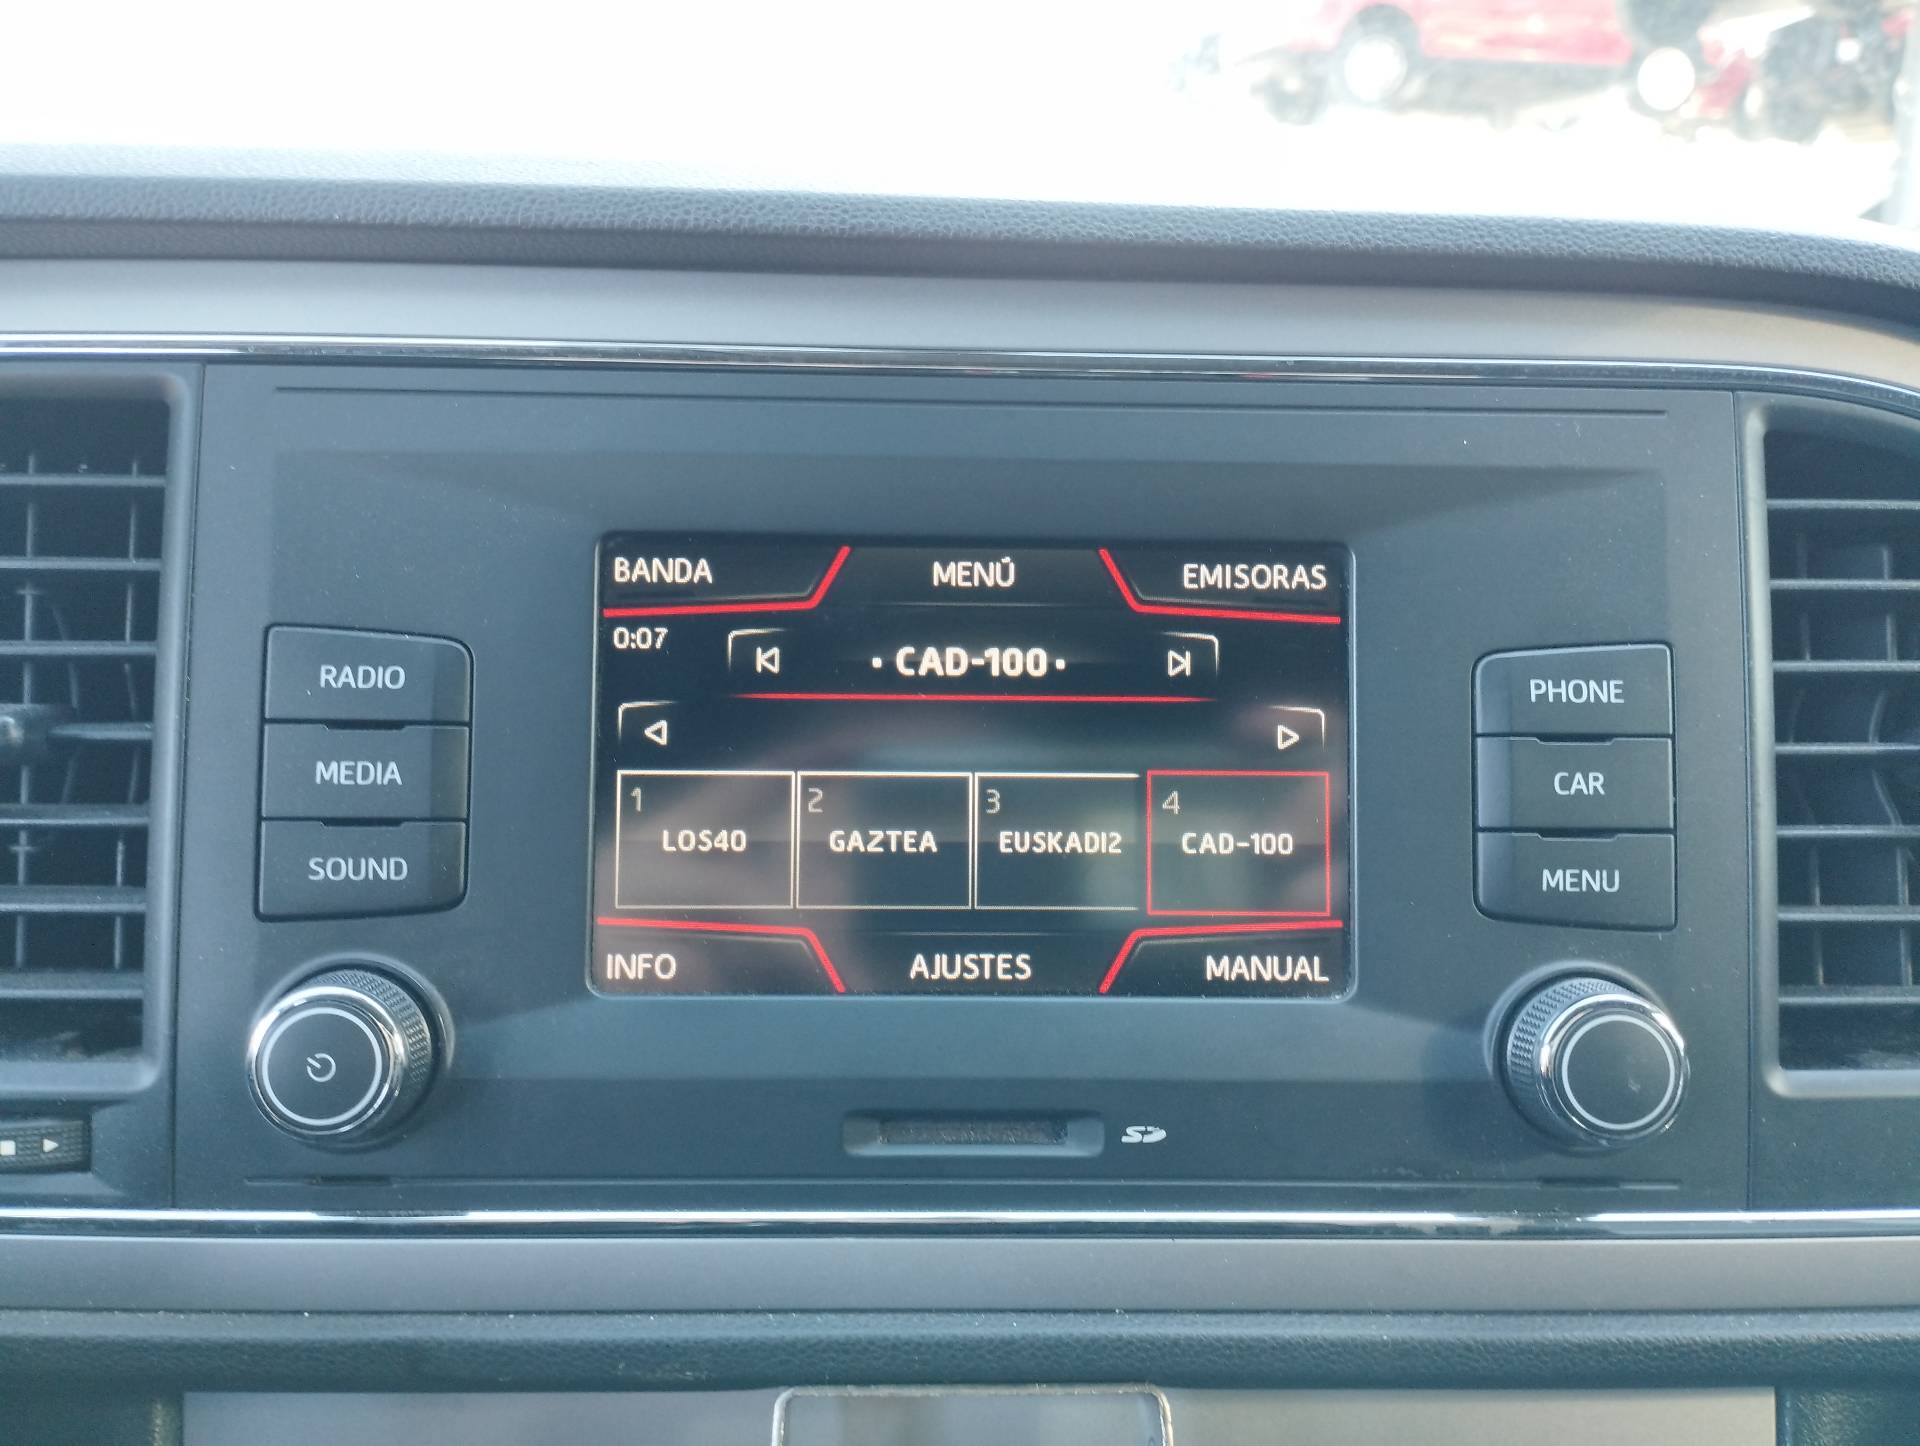 BANDA MENÚ EMISORAS
0:07 • CAD-100 •
1 2 3 4
LOS40 GAZTEA EUSKADI2 CAD-100
INFO AJUSTES MANUAL
RADIO
MEDIA
SOUND
PHONE
CAR
MENU
SD